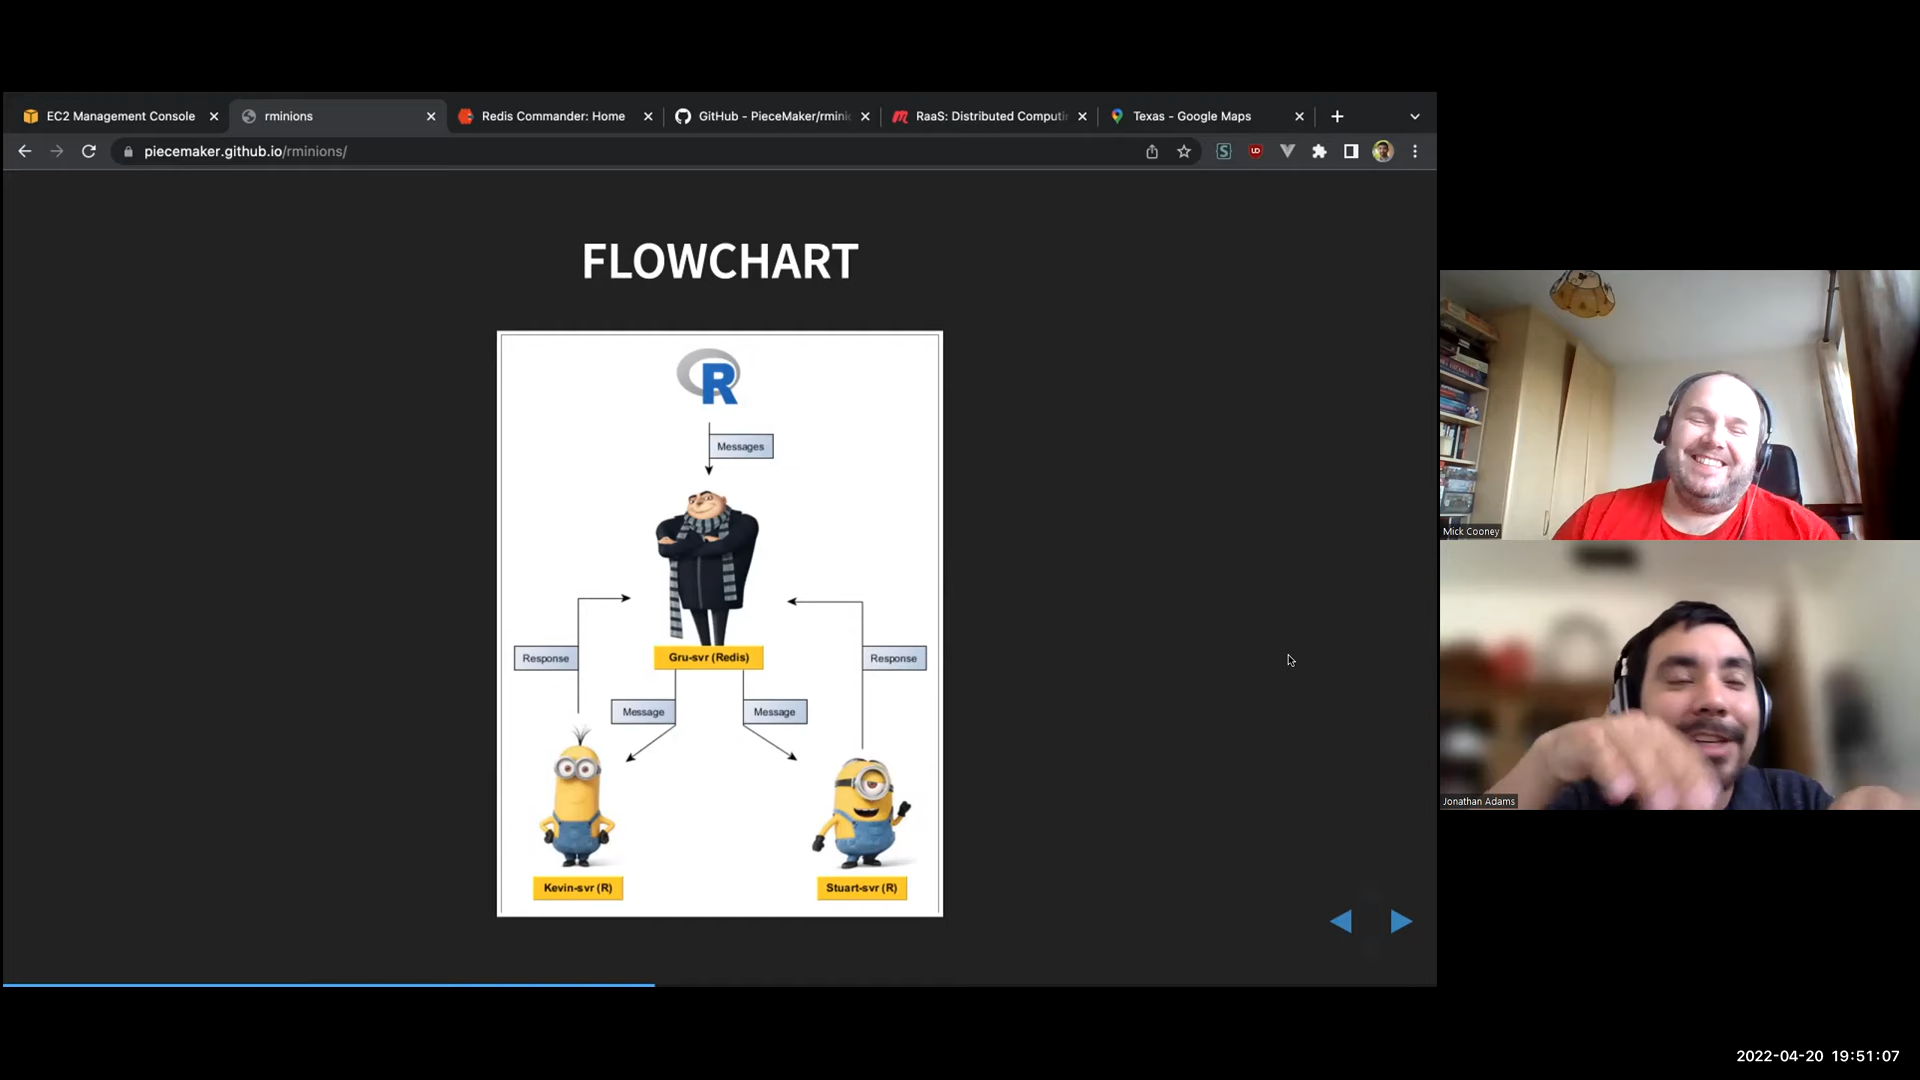 EC2 Management Console
rminions
Redis Commander: Home
GitHub - PieceMaker/rmini
RaaS: Distributed Computi
Texas - Google Maps
piecemaker.github.io/rminions/
FLOWCHART
R
Messages
Response
Gru-svr (Redis)
Response
Message
Message
Kevin-svr (R)
Stuart-svr (R)
Mick Cooney
Jonathan Adams
2022-04-20 19:51:07